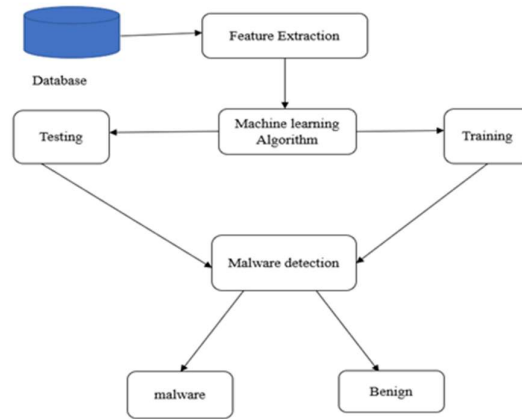 Feature Extraction
Database
Testing
Machine learning
Algorithm
Training
Malware detection
malware
Benign